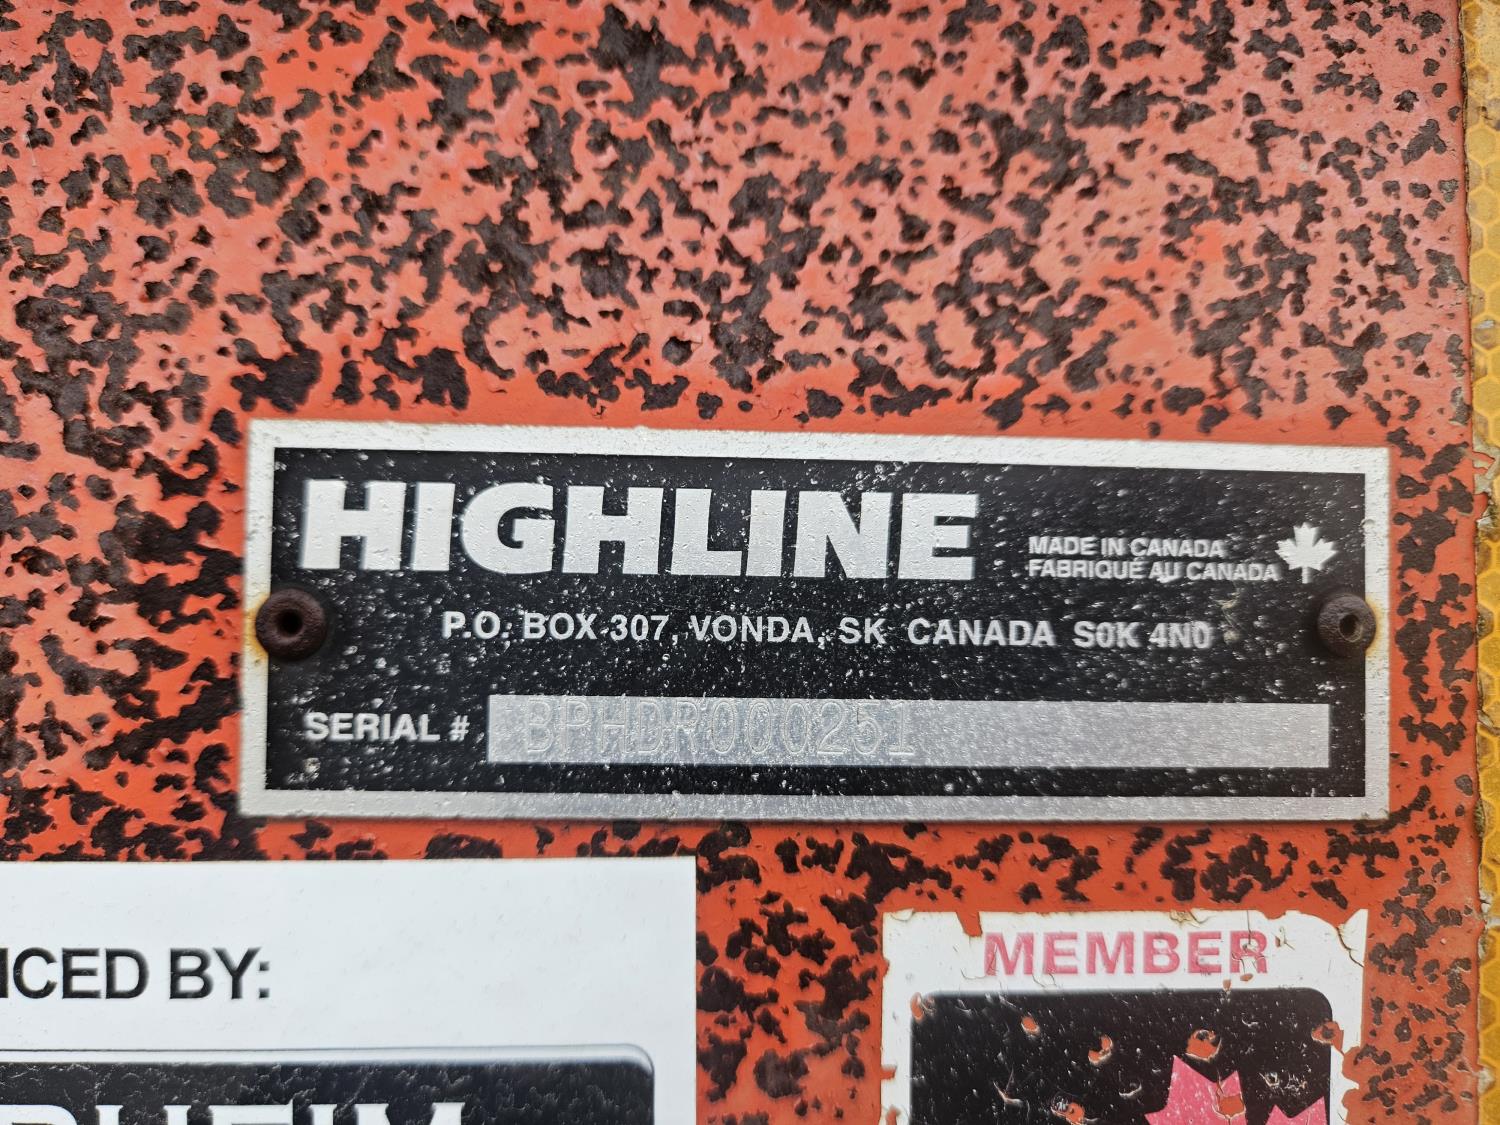 HIGHLINE
MADE IN CANADA
FABRIQUÉ AU CANADA
P.O. BOX 307, VONDA, SK CANADA S0K 4N0
SERIAL # BPHDR000251
ICED BY:
MEMBER